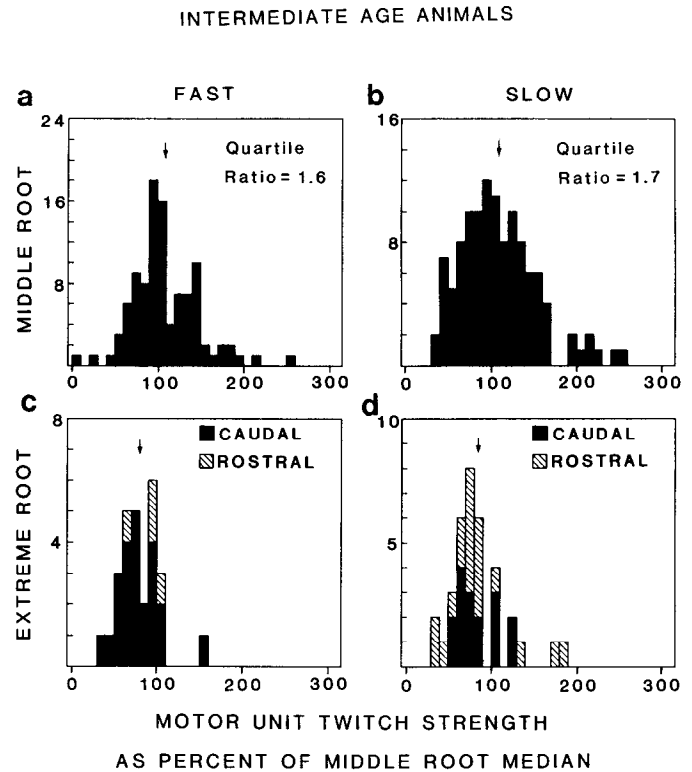 INTERMEDIATE AGE ANIMALS
a
FAST
b
SLOW
24
16
8
MIDDLE ROOT
Quartile
Ratio = 1.6
0
100
200
300
16
8
Quartile
Ratio = 1.7
0
100
200
300
c
8
4
EXTREME ROOT
CAUDAL
ROSTRAL
0
100
200
300
d
10
5
CAUDAL
ROSTRAL
0
100
200
300
MOTOR UNIT TWITCH STRENGTH
AS PERCENT OF MIDDLE ROOT MEDIAN